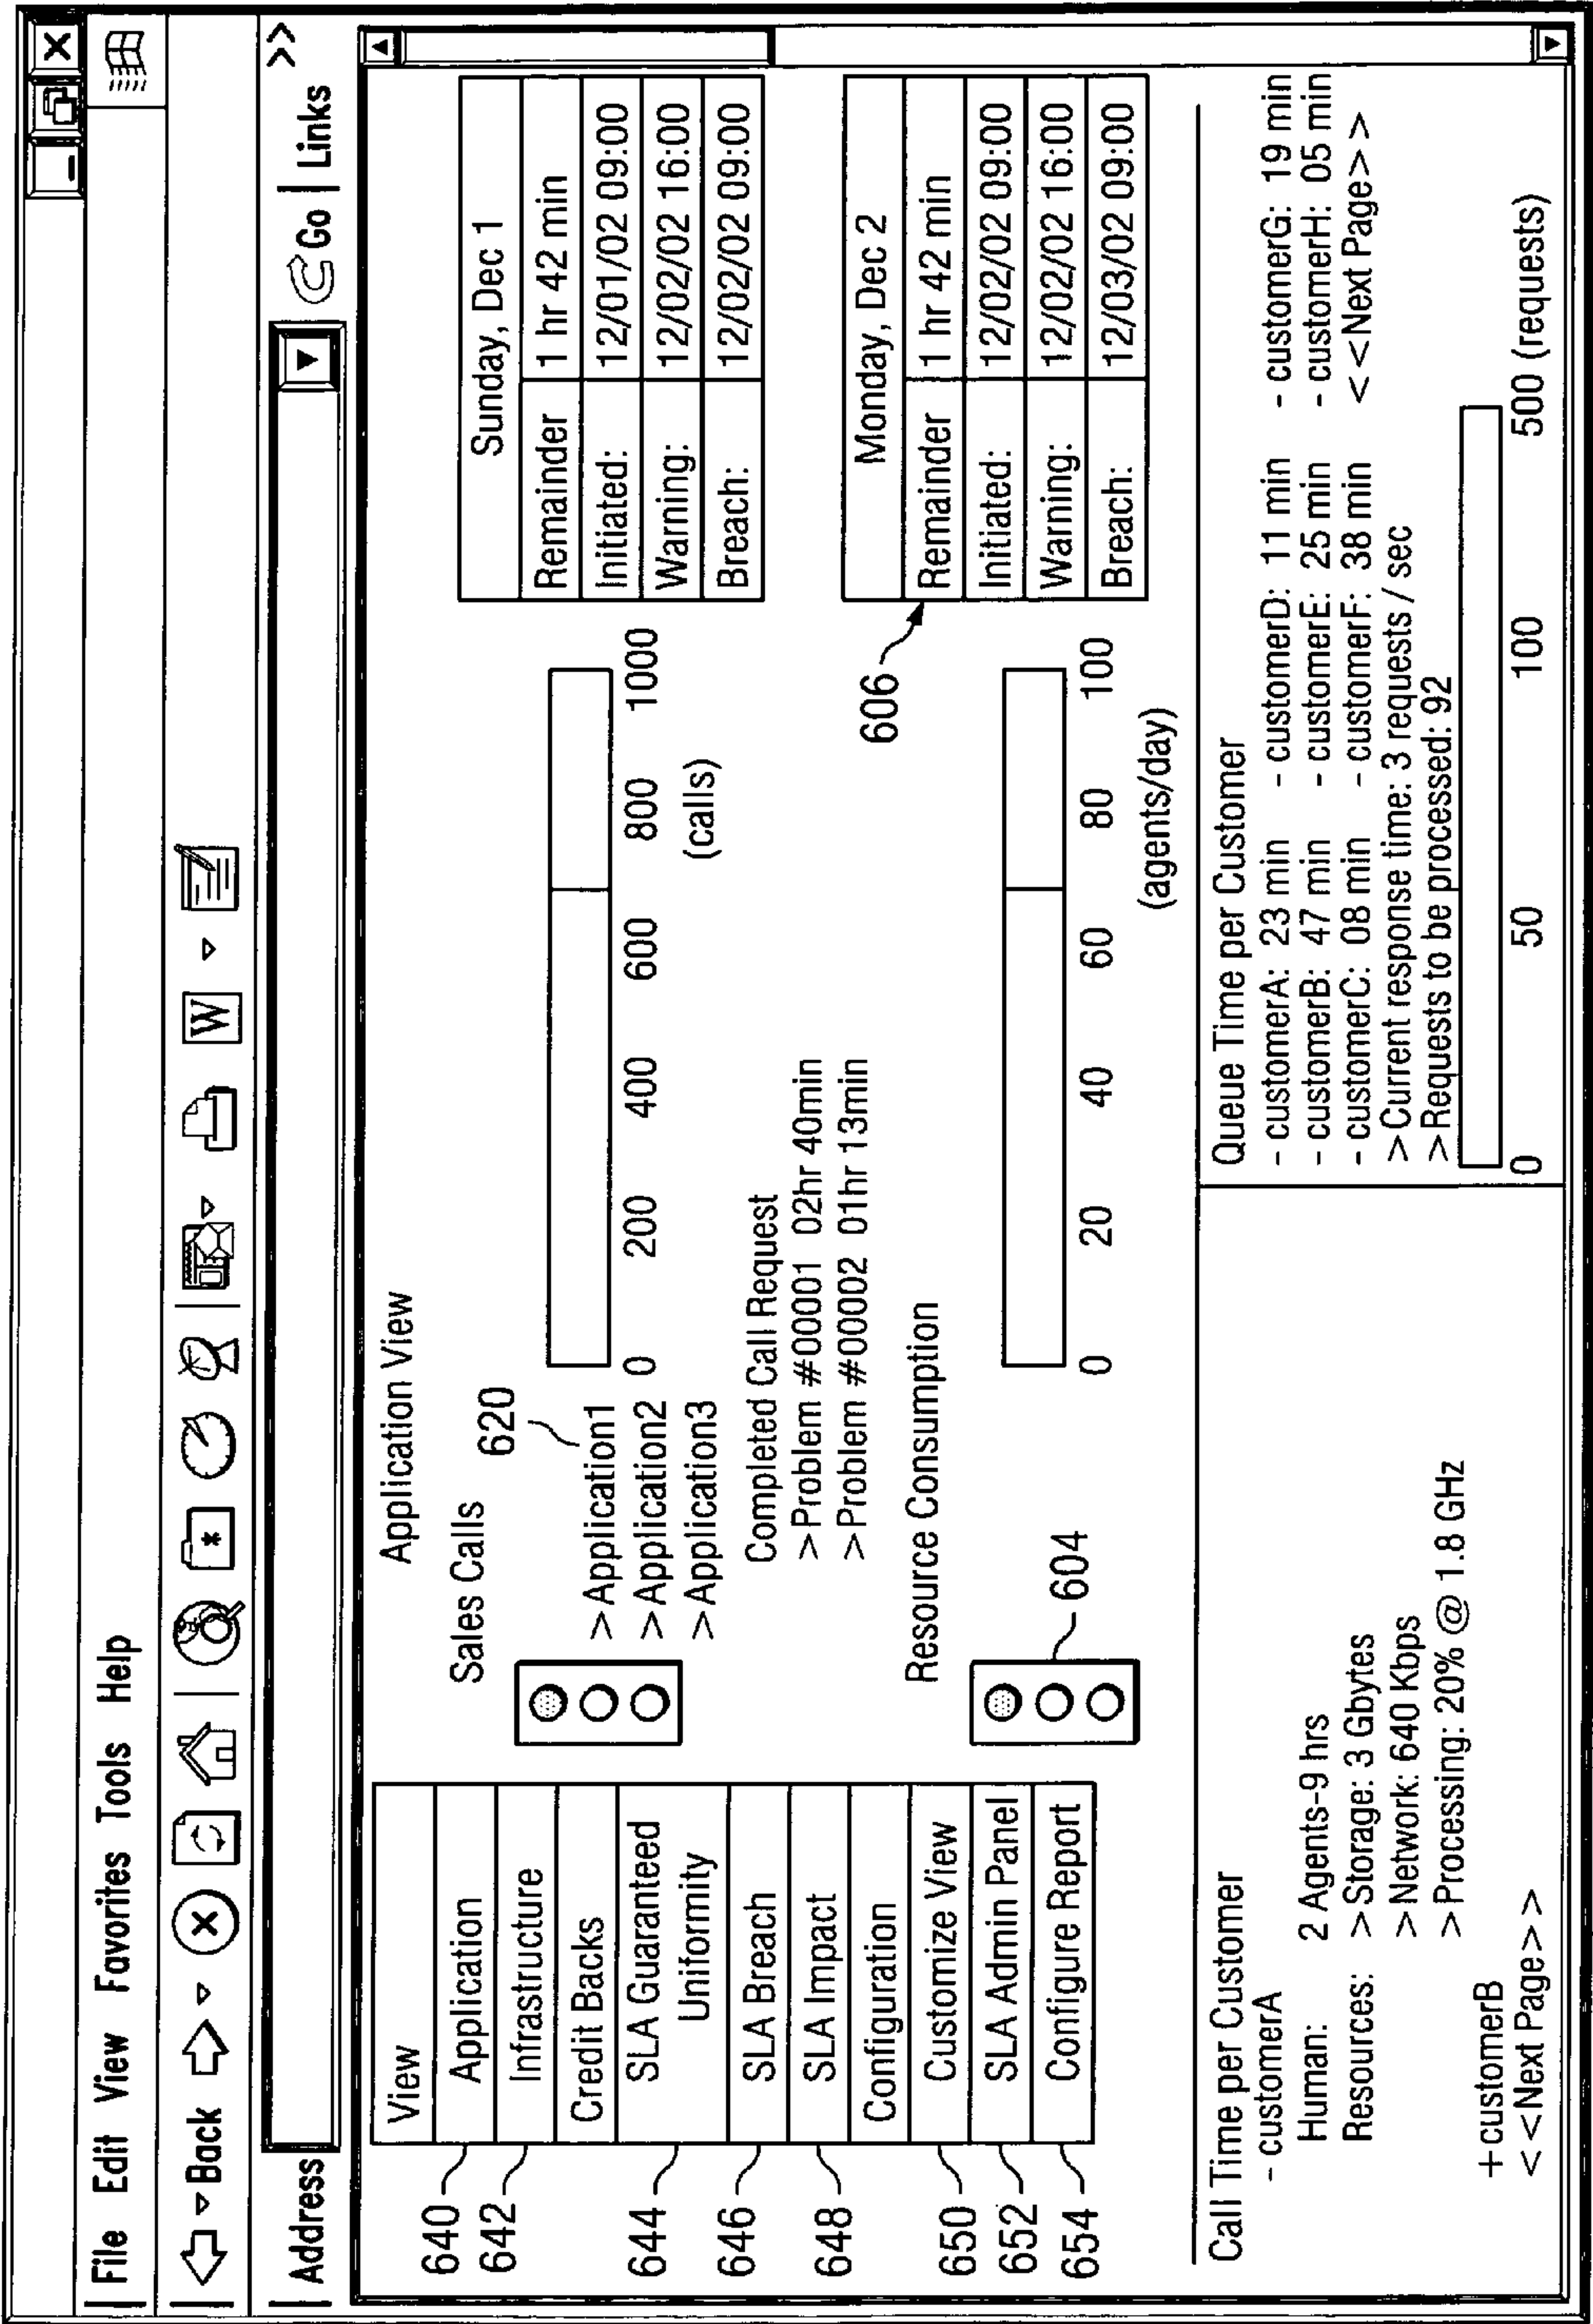 File Edit View Favorites Tools Help
Back
W
Address
Go
Links
>>
View
640
Application
642
Infrastructure
Credit Backs
644
SLA Guaranteed
Uniformity
646
SLA Breach
648
SLA Impact
Configuration
650
Customize View
652
SLA Admin Panel
654
Configure Report
Application View
Sales Calls
620
>Application1
>Application2
>Application3
0 200 400 600 800 1000
(calls)
Completed Call Request
>Problem #00001 02hr 40min
>Problem #00002 01hr 13min
Resource Consumption
604
0 20 40 60 80 100
(agents/day)
Sunday, Dec 1
Remainder 1 hr 42 min
Initiated: 12/01/02 09:00
Warning: 12/02/02 16:00
Breach: 12/02/02 09:00
606
Monday, Dec 2
Remainder 1 hr 42 min
Initiated: 12/02/02 09:00
Warning: 12/02/02 16:00
Breach: 12/03/02 09:00
Call Time per Customer
- customerA
Human: 2 Agents-9 hrs
Resources: >Storage: 3 Gbytes
>Network: 640 Kbps
>Processing: 20% @ 1.8 GHz
+customerB
<<Next Page>>
Queue Time per Customer
- customerA: 23 min - customerD: 11 min - customerG: 19 min
- customerB: 47 min - customerE: 25 min - customerH: 05 min
- customerC: 08 min - customerF: 38 min <<Next Page>>
>Current response time: 3 requests / sec
>Requests to be processed: 92
0 50 100 500 (requests)